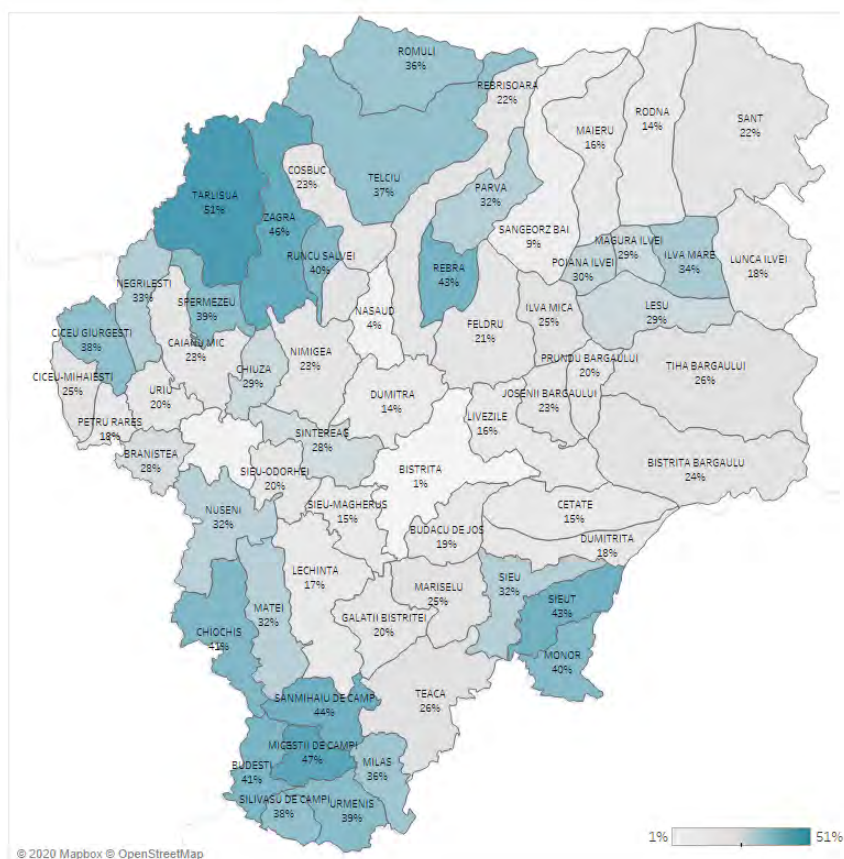 ROMULI
36%
REBRISOARA
22%
MAIERU
16%
RODNA
14%
SANT
22%
COSBUC
23%
TELCIU
37%
PARVA
32%
TARLISUA
51%
ZAGRA
46%
SANGEORZ BAI
9%
MAGURA ILVEI
29%
POIANA ILVEI
30%
ILVA MARE
34%
LUNCA ILVEI
18%
RUNCU SALVEI
40%
REBRA
43%
NEGRILESTI
33%
SPERMEZEU
39%
NASAUD
4%
ILVA MICA
25%
LESU
29%
CICEU GIURGESTI
38%
CAIANU MIC
23%
NIMIGEA
23%
FELDRU
21%
PRUNDU BARGAULUI
20%
TIHA BARGAULUI
26%
CICEU-MIHAIESTI
25%
URIU
20%
CHIUZA
29%
DUMITRA
14%
JOSENII BARGAULUI
23%
PETRU RARES
18%
LIVEZILE
16%
SINTEREAG
28%
BRANISTEA
28%
SIEU-ODORHEI
20%
BISTRITA
1%
BISTRITA BARGAULU
24%
NUSENI
32%
SIEU-MAGHERUS
15%
CETATE
15%
BUDACU DE JOS
19%
DUMITRITA
18%
LECHINTA
17%
MARISELU
25%
SIEU
32%
SIEUT
43%
MATEI
32%
GALATII BISTRITEI
20%
CHIOCHIS
41%
MONOR
40%
SANMIHAIU DE CAMP
44%
TEACA
26%
MICESTII DE CAMPI
47%
BUDESTI
41%
MILAS
36%
SILIVASU DE CAMPI
38%
URMENIS
39%
1%
51%
© 2020 Mapbox © OpenStreetMap